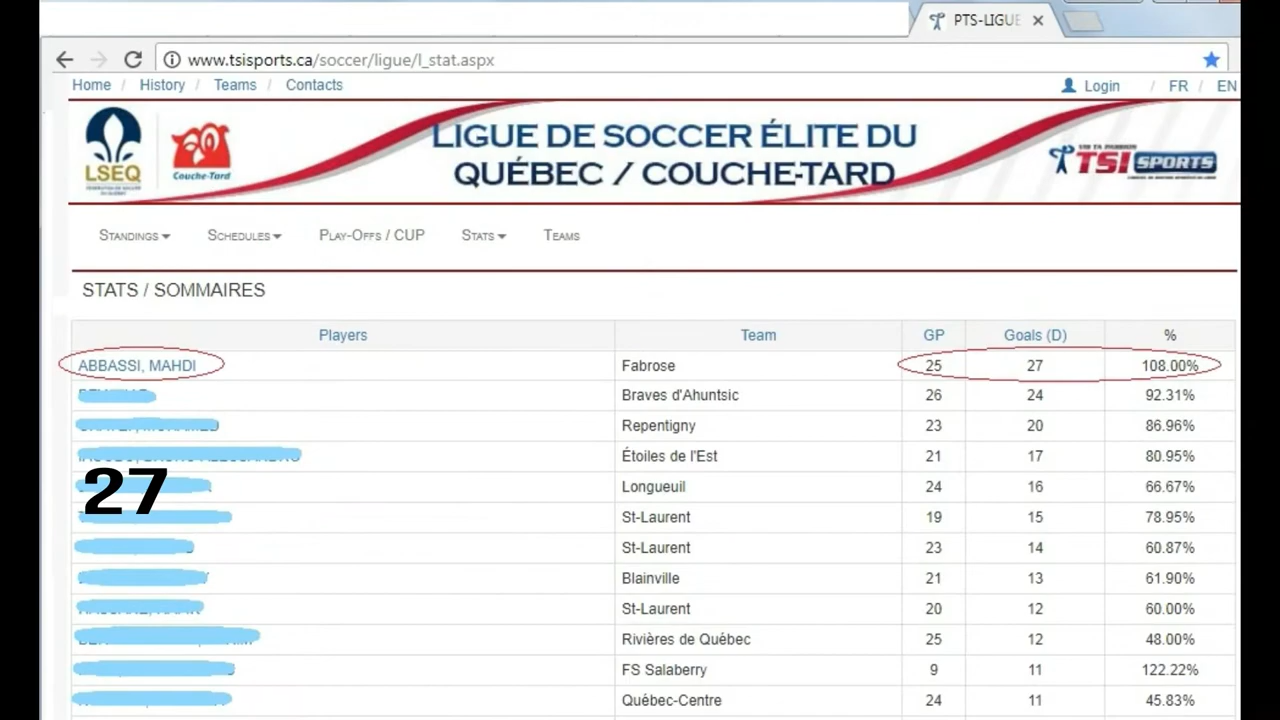 PTS-LIGUE
www.tsisports.ca/soccer/ligue/l_stat.aspx
Home / History / Teams / Contacts
Login / FR / EN
LIGUE DE SOCCER ÉLITE DU
QUÉBEC / COUCHE-TARD
LSEQ
Couche-Tard
TSI SPORTS
STANDINGS SCHEDULES PLAY-OFFS / CUP STATS TEAMS
STATS / SOMMAIRES
Players Team GP Goals (D) %
ABBASSI, MAHDI Fabrose 25 27 108.00%
Braves d'Ahuntsic 26 24 92.31%
Repentigny 23 20 86.96%
Étoiles de l'Est 21 17 80.95%
27
Longueuil 24 16 66.67%
St-Laurent 19 15 78.95%
St-Laurent 23 14 60.87%
Blainville 21 13 61.90%
St-Laurent 20 12 60.00%
Rivières de Québec 25 12 48.00%
FS Salaberry 9 11 122.22%
Québec-Centre 24 11 45.83%